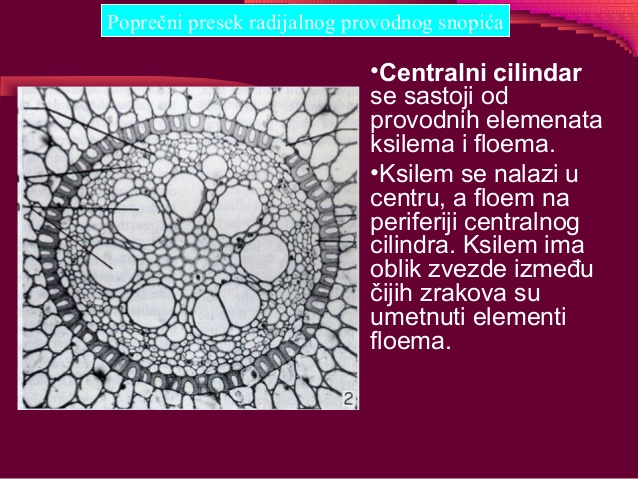 Poprečni presek radijalnog provodnog snopića
•Centralni cilindar
se sastoji od
provodnih elemenata
ksilema i floema.
•Ksilem se nalazi u
centru, a floem na
periferiji centralnog
cilindra. Ksilem ima
oblik zvezde između
čijih zrakova su
umetnuti elementi
floema.
2